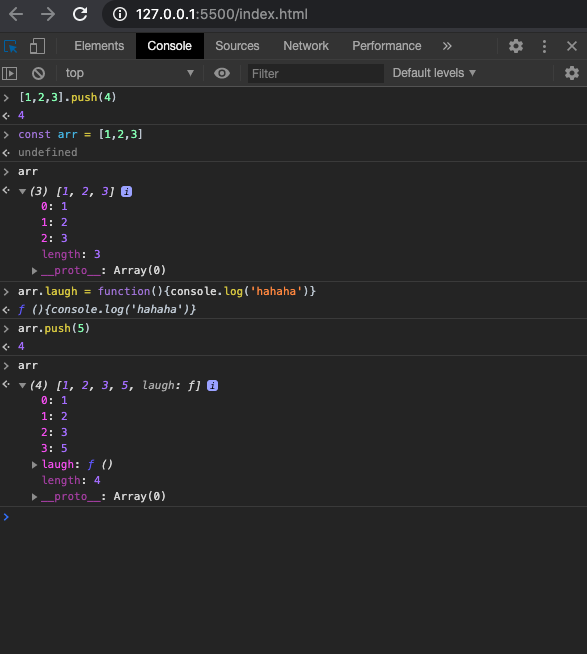 127.0.0.1:5500/index.html
Elements Console Sources Network Performance »
top ▼ Filter Default levels ▼
> [1,2,3].push(4)
<· 4
> const arr = [1,2,3]
<· undefined
> arr
<· ▼ (3) [1, 2, 3] i
0: 1
1: 2
2: 3
length: 3
▶ __proto__: Array(0)
> arr.laugh = function(){console.log('hahaha')}
<· ƒ (){console.log('hahaha')}
> arr.push(5)
<· 4
> arr
<· ▼ (4) [1, 2, 3, 5, laugh: ƒ] i
0: 1
1: 2
2: 3
3: 5
▶ laugh: ƒ ()
length: 4
▶ __proto__: Array(0)
>